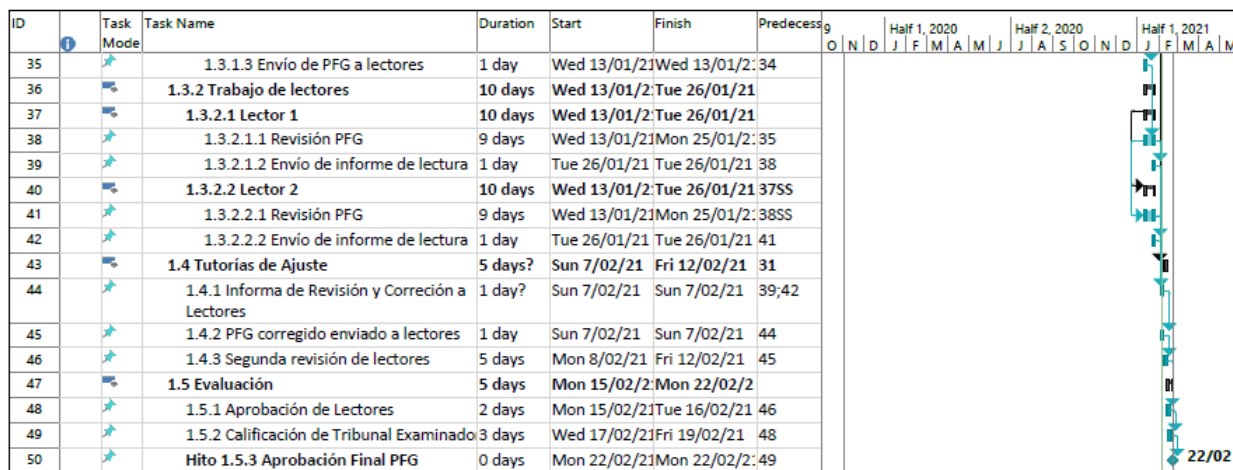 ID Task Mode Task Name Duration Start Finish Predecess 9 Half 1, 2020 Half 2, 2020 Half 1, 2021
O N D J F M A M J J A S O N D J F M A M
35 1.3.1.3 Envío de PFG a lectores 1 day Wed 13/01/21 Wed 13/01/21 34
36 1.3.2 Trabajo de lectores 10 days Wed 13/01/2 Tue 26/01/21
37 1.3.2.1 Lector 1 10 days Wed 13/01/2 Tue 26/01/21
38 1.3.2.1.1 Revisión PFG 9 days Wed 13/01/21 Mon 25/01/21 35
39 1.3.2.1.2 Envío de informe de lectura 1 day Tue 26/01/21 Tue 26/01/21 38
40 1.3.2.2 Lector 2 10 days Wed 13/01/2 Tue 26/01/21 37SS
41 1.3.2.2.1 Revisión PFG 9 days Wed 13/01/21 Mon 25/01/21 38SS
42 1.3.2.2.2 Envío de informe de lectura 1 day Tue 26/01/21 Tue 26/01/21 41
43 1.4 Tutorías de Ajuste 5 days? Sun 7/02/21 Fri 12/02/21 31
44 1.4.1 Informa de Revisión y Correción a 1 day? Sun 7/02/21 Sun 7/02/21 39;42
Lectores
45 1.4.2 PFG corregido enviado a lectores 1 day Sun 7/02/21 Sun 7/02/21 44
46 1.4.3 Segunda revisión de lectores 5 days Mon 8/02/21 Fri 12/02/21 45
47 1.5 Evaluación 5 days Mon 15/02/2 Mon 22/02/2
48 1.5.1 Aprobación de Lectores 2 days Mon 15/02/21 Tue 16/02/21 46
49 1.5.2 Calificación de Tribunal Examinado 3 days Wed 17/02/21 Fri 19/02/21 48
50 Hito 1.5.3 Aprobación Final PFG 0 days Mon 22/02/21 Mon 22/02/21 49 22/02